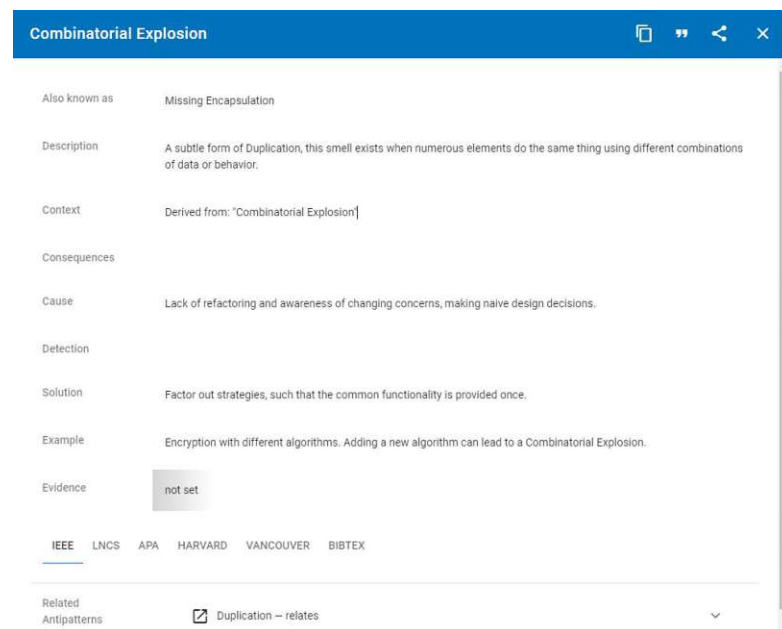 Combinatorial Explosion
Also known as Missing Encapsulation
Description A subtle form of Duplication, this smell exists when numerous elements do the same thing using different combinations
of data or behavior.
Context Derived from: "Combinatorial Explosion"
Consequences
Cause Lack of refactoring and awareness of changing concerns, making naive design decisions.
Detection
Solution Factor out strategies, such that the common functionality is provided once.
Example Encryption with different algorithms. Adding a new algorithm can lead to a Combinatorial Explosion.
Evidence not set
IEEE LNCS APA HARVARD VANCOUVER BIBTEX
Related
Antipatterns Duplication – relates